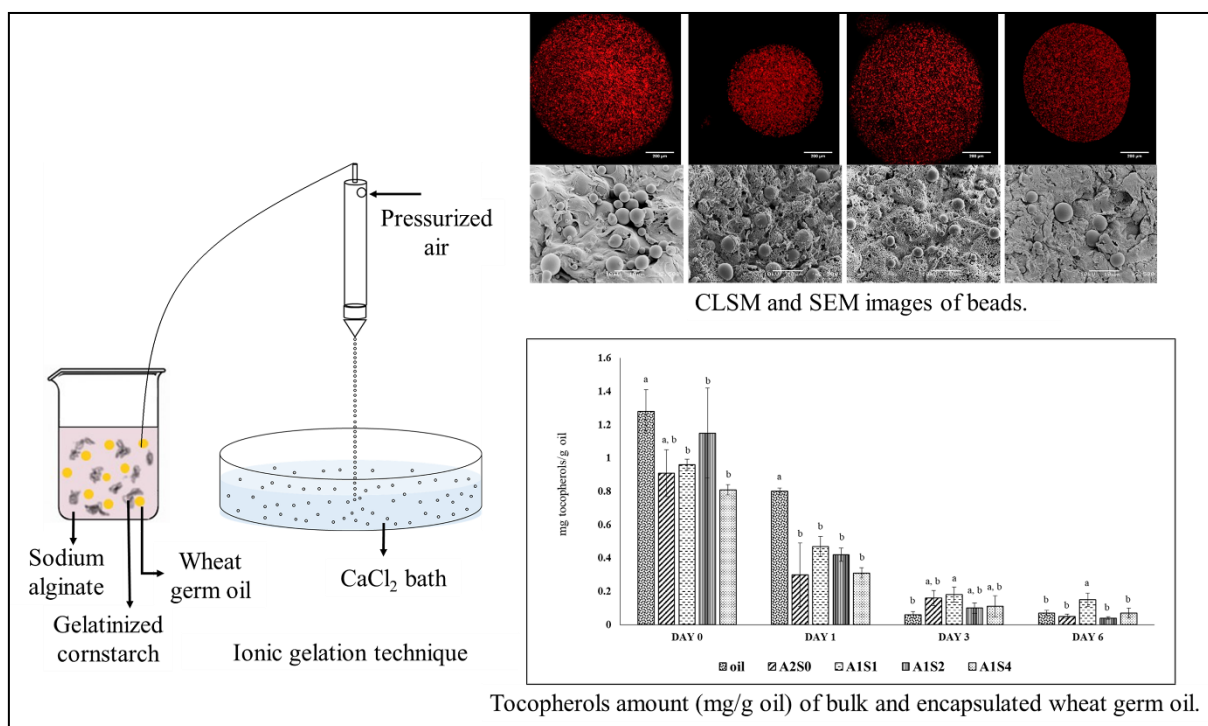 Pressurized
air
Sodium
alginate
Wheat
germ oil
Gelatinized
cornstarch
CaCl₂ bath
Ionic gelation technique
CLSM and SEM images of beads.
mg tocopherols/g oil
1.6
1.4
1.2
1
0.8
0.6
0.4
0.2
0
a
a, b
b
b
b
a
b
b
b
b
b
a, b
a
a, b
a, b
b
b
a
b
b
DAY 0
DAY 1
DAY 3
DAY 6
oil
A2S0
A1S1
A1S2
A1S4
Tocopherols amount (mg/g oil) of bulk and encapsulated wheat germ oil.